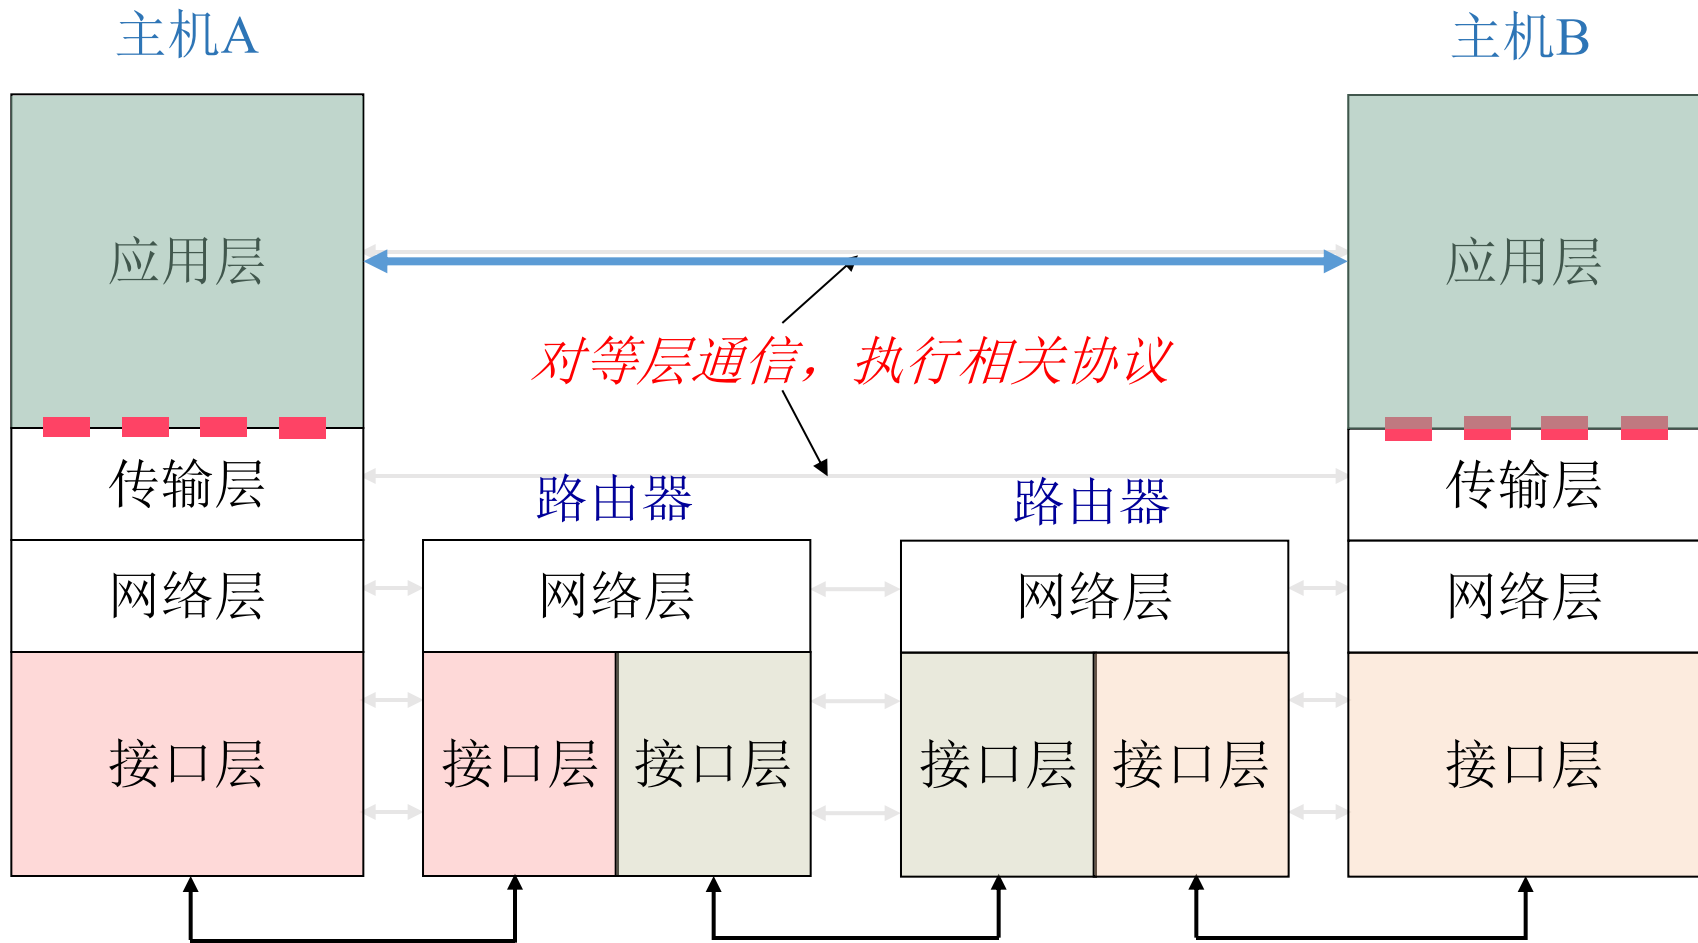 主机A
主机B
应用层
应用层
对等层通信，执行相关协议
传输层
路由器
路由器
传输层
网络层
网络层
网络层
网络层
接口层
接口层
接口层
接口层
接口层
接口层